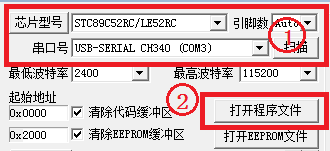 芯片型号 STC89C52RC/LE52RC 引脚数 Auto
串口号 USB-SERIAL CH340 (COM3) 扫描
①
最低波特率 2400 最高波特率 115200
②
起始地址
0x0000 清除代码缓冲区 打开程序文件
0x2000 清除EEPROM缓冲区 打开EEPROM文件